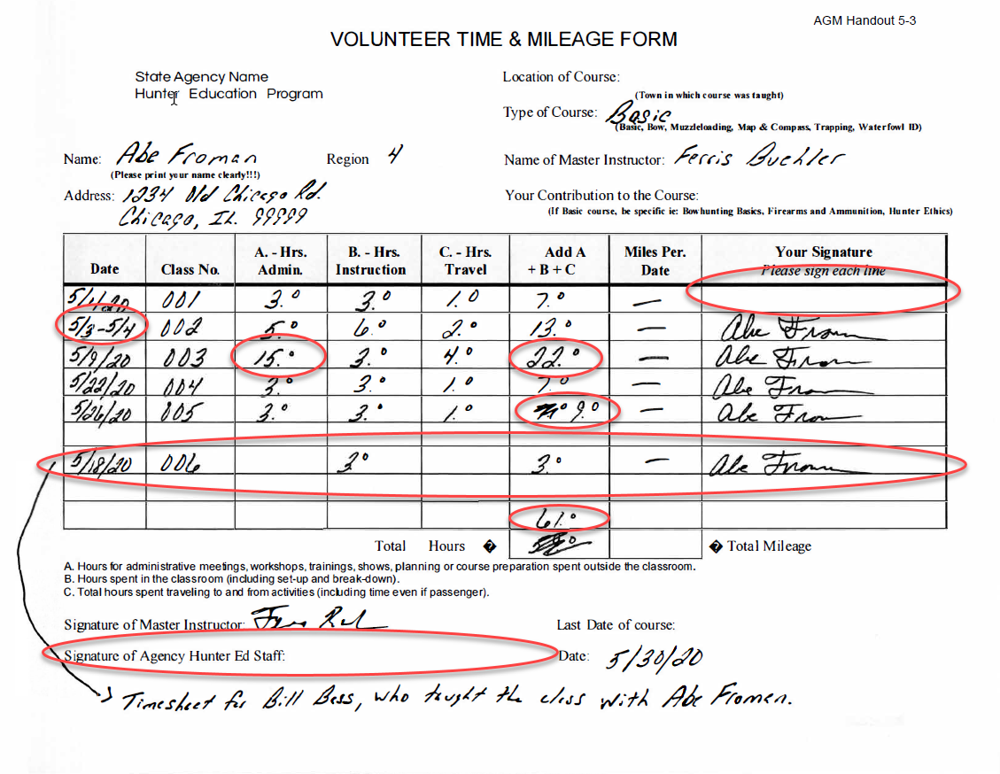 AGM Handout 5-3
VOLUNTEER TIME & MILEAGE FORM
State Agency Name
Hunter Education Program
Location of Course:
(Town in which course was taught)
Type of Course: Basic
(Basic, Bow, Muzzleloading, Map & Compass, Trapping, Waterfowl ID)
Name: Abe Froman Region 4
(Please print your name clearly!!!)
Name of Master Instructor: Ferris Buehler
Address: 1234 Old Chicago Rd.
Chicago, IL. 99999
Your Contribution to the Course:
(If Basic course, be specific ie: Bowhunting Basics, Firearms and Ammunition, Hunter Ethics)
Date Class No. A. - Hrs. Admin. B. - Hrs. Instruction C. - Hrs. Travel Add A + B + C Miles Per. Date Your Signature Please sign each line
5/1/20 001 3.0 3.0 1.0 7.0 —
5/3-5/4 002 5.0 6.0 2.0 13.0 — Abe From
5/9/20 003 15.0 3.0 4.0 22.0 — Abe From
5/22/20 004 3.0 3.0 1.0 7.0 — Abe From
5/26/20 005 3.0 3.0 1.0 9.0 — Abe From
5/18/20 006 3.0 3.0 — Abe From
61.0
Total Hours � � Total Mileage
A. Hours for administrative meetings, workshops, trainings, shows, planning or course preparation spent outside the classroom.
B. Hours spent in the classroom (including set-up and break-down).
C. Total hours spent traveling to and from activities (including time even if passenger).
Signature of Master Instructor: Last Date of course:
Signature of Agency Hunter Ed Staff: Date: 5/30/20
Timesheet for Bill Bess, who taught the class with Abe Froman.